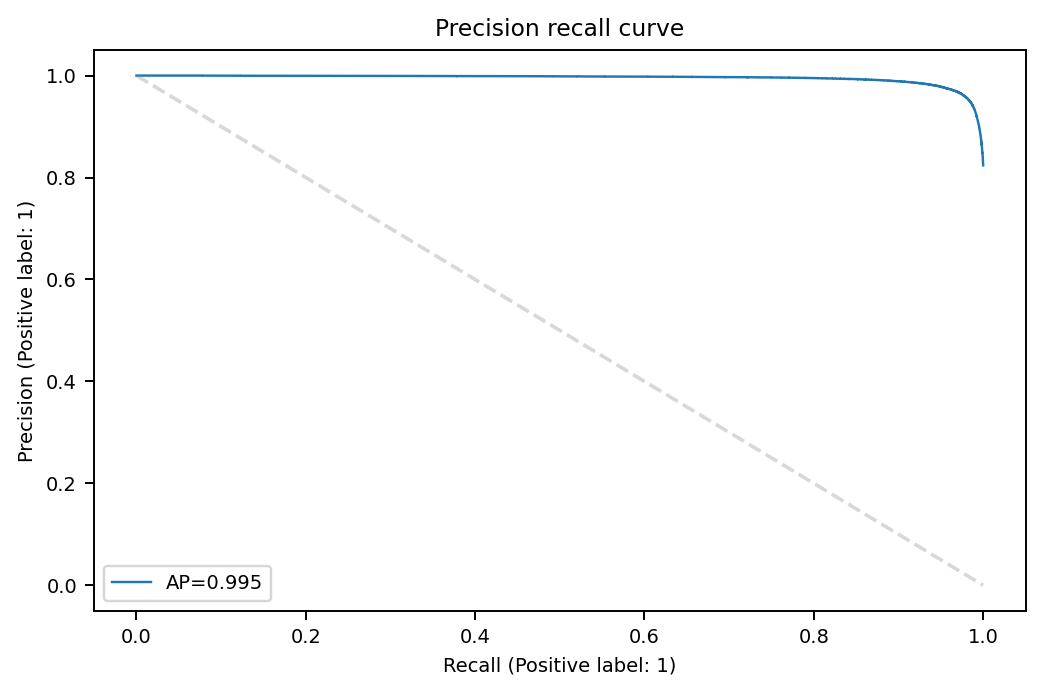 Precision recall curve
Precision (Positive label: 1)
1.0
0.8
0.6
0.4
0.2
0.0
AP=0.995
0.0 0.2 0.4 0.6 0.8 1.0
Recall (Positive label: 1)